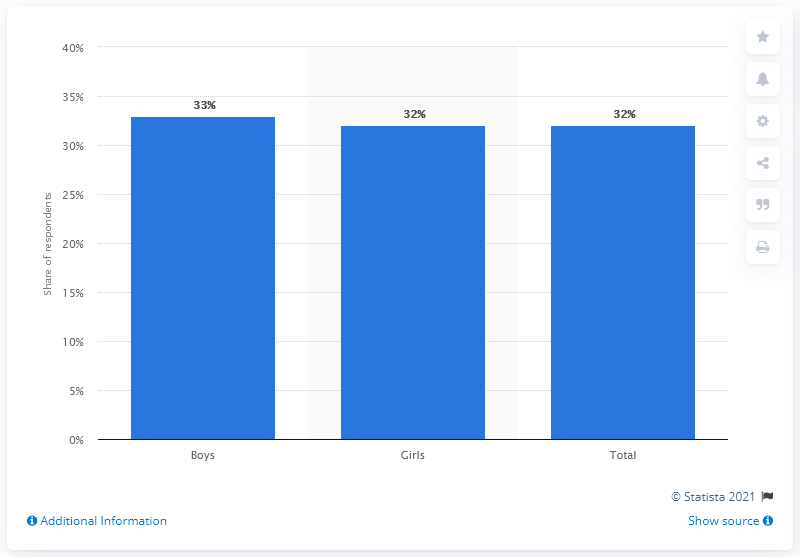 40%
35%
30%
25%
20%
15%
10%
5%
0%
Share of respondents
33%
32%
32%
Boys
Girls
Total
© Statista 2021
Additional Information
Show source